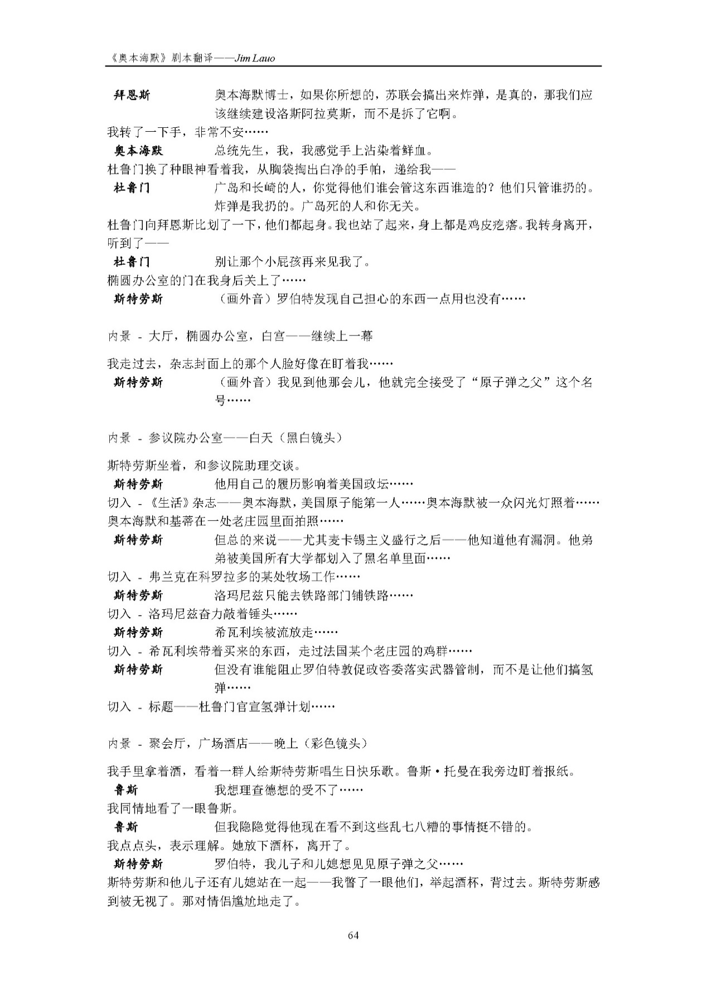 《奥本海默》剧本翻译——Jim Lauo
拜恩斯 奥本海默博士，如果你所想的，苏联会搞出来炸弹，是真的，那我们应
该继续建设洛斯阿拉莫斯，而不是拆了它啊。
我转了一下手，非常不安……
奥本海默 总统先生，我，我感觉手上沾染着鲜血。
杜鲁门换了种眼神看着我，从胸袋掏出白净的手帕，递给我——
杜鲁门 广岛和长崎的人，你觉得他们谁会管这东西谁造的？他们只管谁扔的。
炸弹是我扔的。广岛死的人和你无关。
杜鲁门向拜恩斯比划了一下，他们都起身。我也站了起来，身上都是鸡皮疙瘩。我转身离开，
听到了——
杜鲁门 别让那个小屁孩再来见我了。
椭圆办公室的门在我身后关上了……
斯特劳斯 （画外音）罗伯特发现自己担心的东西一点用也没有……
内景 - 大厅，椭圆办公室，白宫——继续上一幕
我走过去，杂志封面上的那个人脸好像在盯着我……
斯特劳斯 （画外音）我见到他那会儿，他就完全接受了“原子弹之父”这个名
号……
内景 - 参议院办公室——白天（黑白镜头）
斯特劳斯坐着，和参议院助理交谈。
斯特劳斯 他用自己的履历影响着美国政坛……
切入 - 《生活》杂志——奥本海默，美国原子能第一人……奥本海默被一众闪光灯照着……
奥本海默和基蒂在一处老庄园里面拍照……
斯特劳斯 但总的来说——尤其麦卡锡主义盛行之后——他知道他有漏洞。他弟
弟被美国所有大学都划入了黑名单里面……
切入 - 弗兰克在科罗拉多的某处牧场工作……
斯特劳斯 洛玛尼兹只能去铁路部门铺铁路……
切入 - 洛玛尼兹奋力敲着锤头……
斯特劳斯 希瓦利埃被流放走……
切入 - 希瓦利埃带着买来的东西，走过法国某个老庄园的鸡群……
斯特劳斯 但没有谁能阻止罗伯特敦促政咨委落实武器管制，而不是让他们搞氢
弹……
切入 - 标题——杜鲁门官宣氢弹计划……
内景 - 聚会厅，广场酒店——晚上（彩色镜头）
我手里拿着酒，看着一群人给斯特劳斯唱生日快乐歌。鲁斯·托曼在我旁边盯着报纸。
鲁斯 我想理查德想的受不了……
我同情地看了一眼鲁斯。
鲁斯 但我隐隐觉得他现在看不到这些乱七八糟的事情挺不错的。
我点点头，表示理解。她放下酒杯，离开了。
斯特劳斯 罗伯特，我儿子和儿媳想见见原子弹之父……
斯特劳斯和他儿子还有儿媳站在一起——我瞥了一眼他们，举起酒杯，背过去。斯特劳斯感
到被无视了。那对情侣尴尬地走了。
64